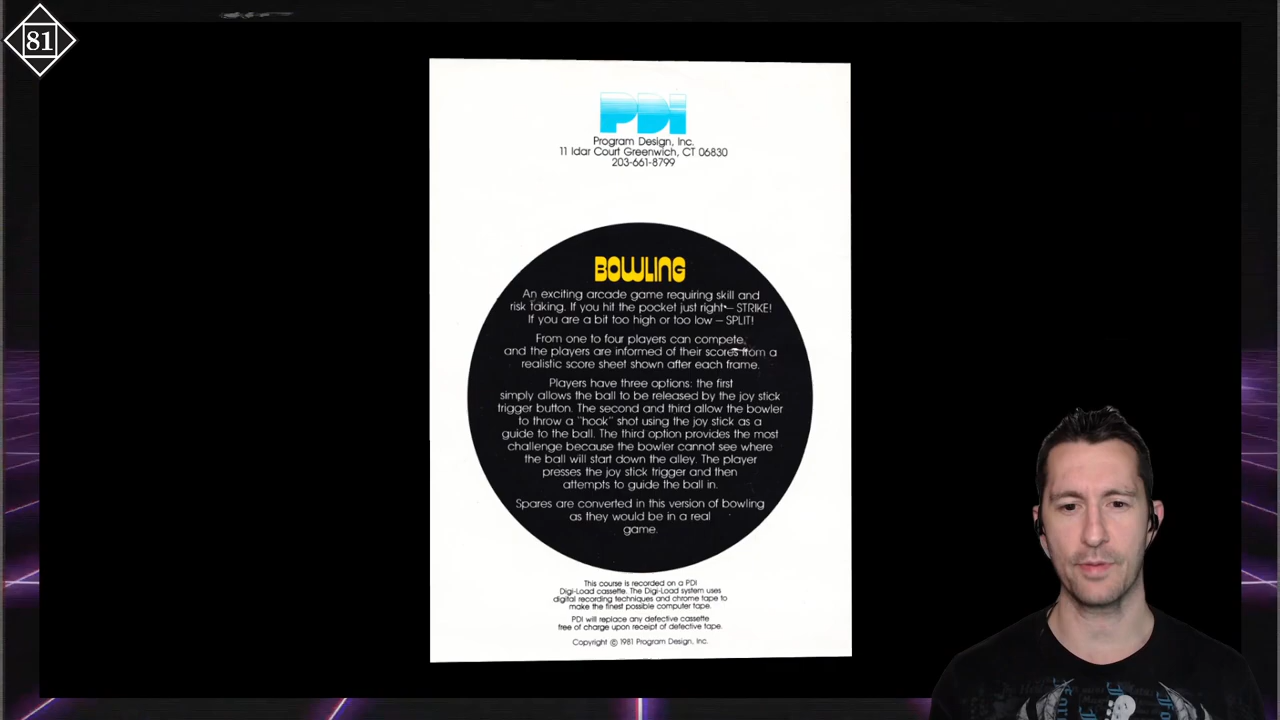 81
PDI
Program Design, Inc.
11 Idar Court Greenwich, CT 06830
203-661-8799
BOWLING
An exciting arcade game requiring skill and
risk taking. If you hit the pocket just right – STRIKE!
If you are a bit too high or too low – SPLIT!
From one to four players can compete,
and the players are informed of their scores from a
realistic score sheet shown after each frame.
Players have three options: the first
simply allows the ball to be released by the joy stick
trigger button. The second and third allow the bowler
to throw a "hook" shot using the joy stick as a
guide to the ball. The third option provides the most
challenge because the bowler cannot see where
the ball will start down the alley. The player
presses the joy stick trigger and then
attempts to guide the ball in.
Spares are converted in this version of bowling
as they would be in a real
game.
This course is recorded on a PDI
Digi-Load cassette. The Digi-Load system uses
digital recording techniques and chrome tape to
make the finest possible computer tape.
PDI will replace any defective cassette
free of charge upon receipt of defective tape.
Copyright © 1981 Program Design, Inc.